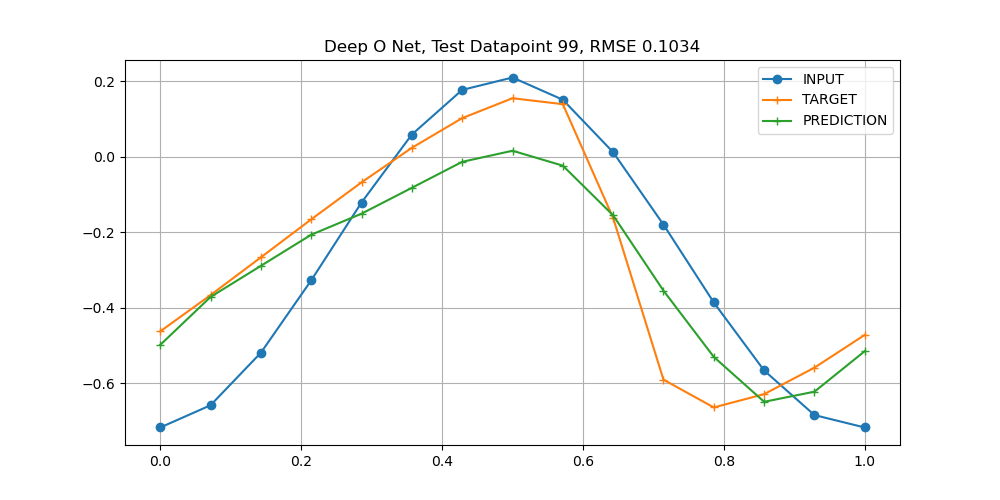 Deep O Net, Test Datapoint 99, RMSE 0.1034
INPUT
TARGET
PREDICTION
0.2
0.0
−0.2
−0.4
−0.6
0.0 0.2 0.4 0.6 0.8 1.0